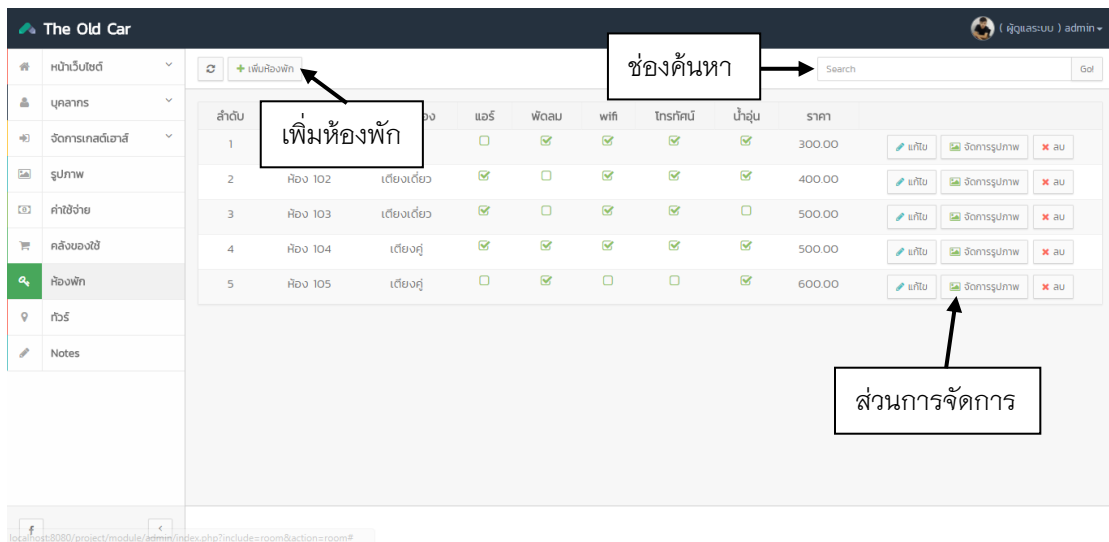 The Old Car
( ผู้ดูแลระบบ ) admin
หน้าเว็บไซต์
บุคลากร
จัดการเกสต์เฮาส์
รูปภาพ
ค่าใช้จ่าย
คลังของใช้
ห้องพัก
ทัวร์
Notes
เพิ่มห้องพัก
ช่องค้นหา
Search Go!
เพิ่มห้องพัก
ลำดับ แอร์ พัดลม wifi โทรทัศน์ น้ำอุ่น ราคา
1 300.00 แก้ไข จัดการรูปภาพ ลบ
2 ห้อง 102 เตียงเดี่ยว 400.00 แก้ไข จัดการรูปภาพ ลบ
3 ห้อง 103 เตียงเดี่ยว 500.00 แก้ไข จัดการรูปภาพ ลบ
4 ห้อง 104 เตียงคู่ 500.00 แก้ไข จัดการรูปภาพ ลบ
5 ห้อง 105 เตียงคู่ 600.00 แก้ไข จัดการรูปภาพ ลบ
ส่วนการจัดการ
localhost:8080/project/module/admin/index.php?include=room&action=room#